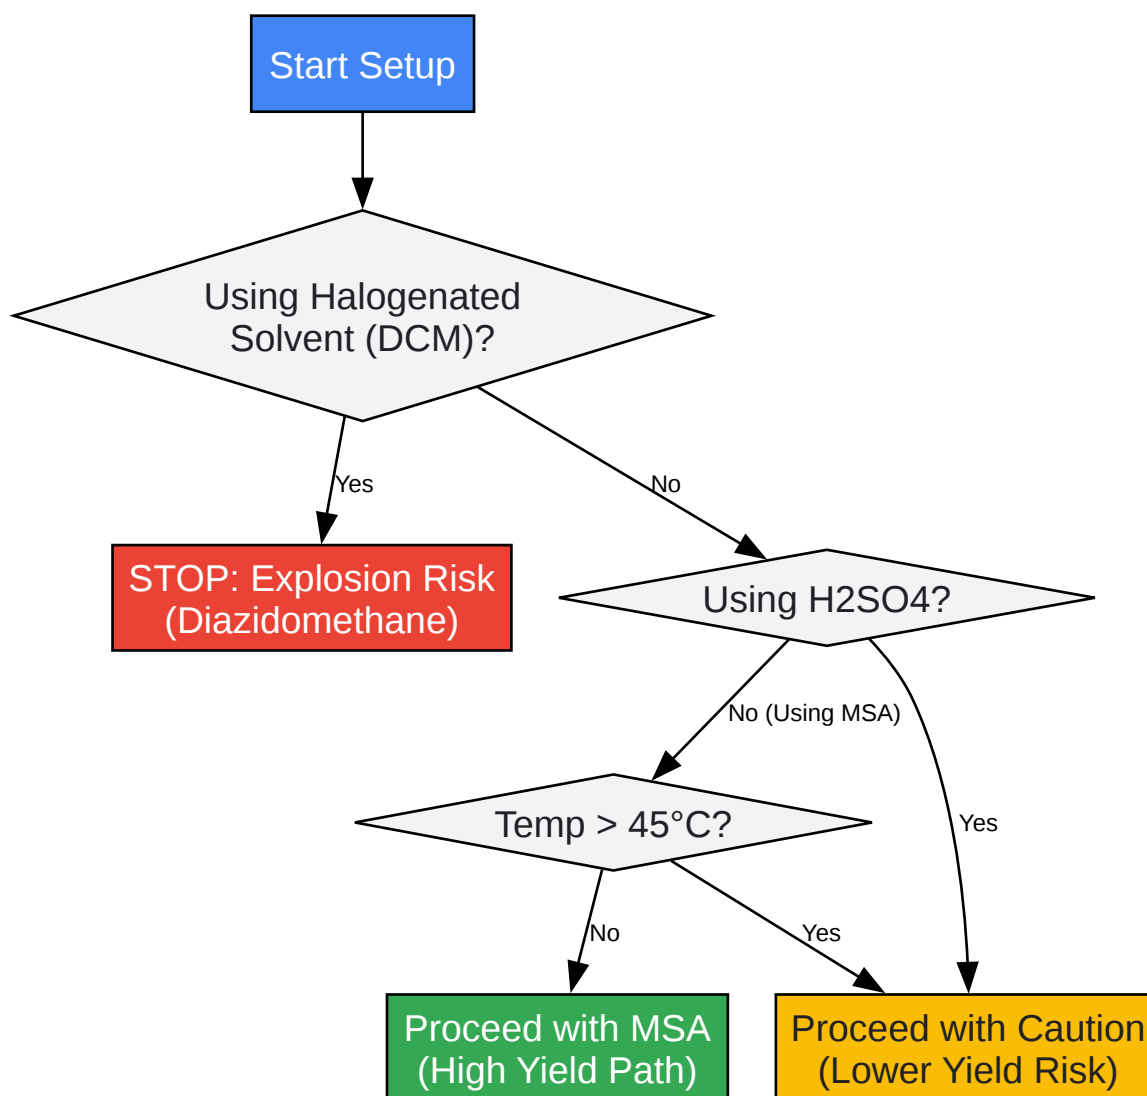 Start Setup
Using Halogenated
Solvent (DCM)?
Yes
No
STOP: Explosion Risk
(Diazidomethane)
Using H2SO4?
No (Using MSA)
Yes
Temp > 45°C?
No
Yes
Proceed with MSA
(High Yield Path)
Proceed with Caution
(Lower Yield Risk)